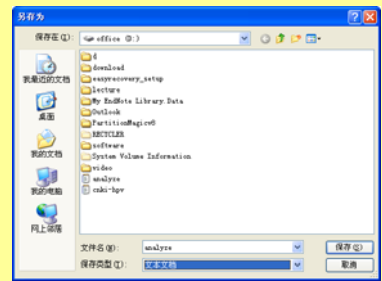 另存为
保存在(I):
office (D:)
我最近的文档
桌面
我的文档
我的电脑
网上邻居
d
download
easyrecovery_setup
lecture
My EndNote Library.Data
Outlook
PartitionMagicv8
RECYCLER
software
System Volume Information
video
analyze
cnki-hpv
文件名(N):
analyze
保存(S)
保存类型(T):
文本文档
取消